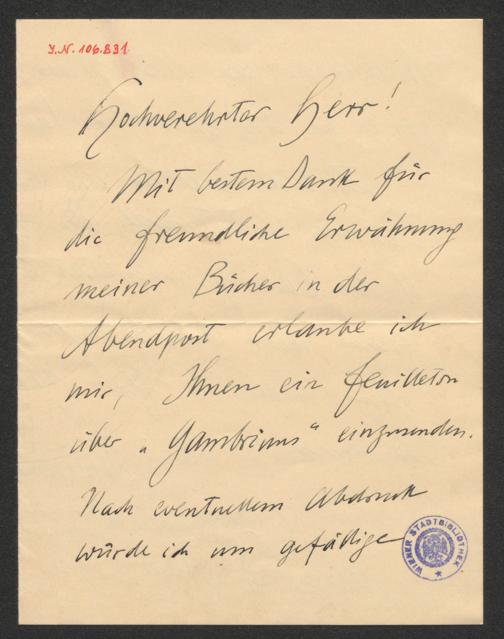 J.N. 106.831
Hochverehrter Herr!
Mit bestem Dank für
die freundliche Erwähnung
meiner Bücher in der
Abendpost erlaube ich
mir, Ihnen ein Feuilleton
über „Gambrinus" einzusenden.
Nach eventuellem Abdruck
würde ich um gefällige
WIENER STADTBIBLIOTHEK